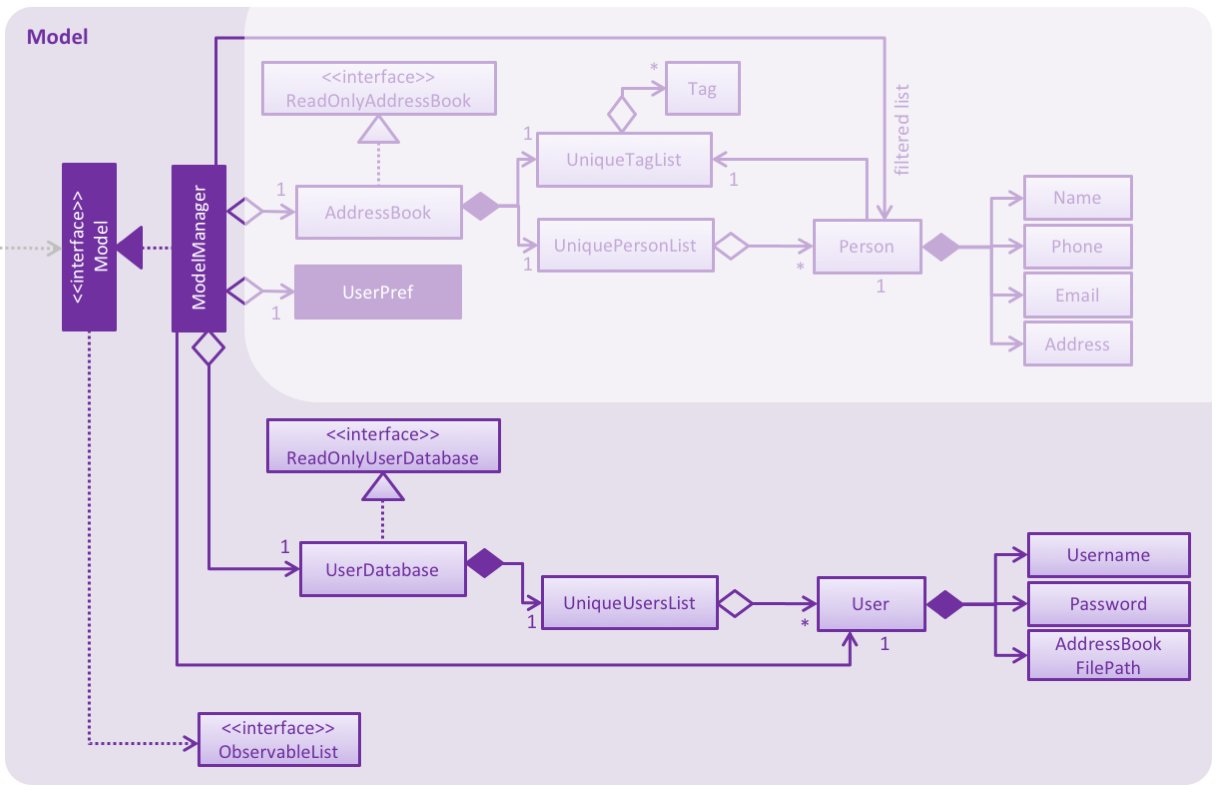 Model
<<interface>>
ReadOnlyAddressBook
*
Tag
1
UniqueTagList
1
filtered list
<<interface>>
Model
ModelManager
1
AddressBook
UniquePersonList
1
Person
*
1
Name
Phone
Email
Address
UserPref
1
<<interface>>
ReadOnlyUserDatabase
1
UserDatabase
UniqueUsersList
1
User
*
1
Username
Password
AddressBook
FilePath
<<interface>>
ObservableList